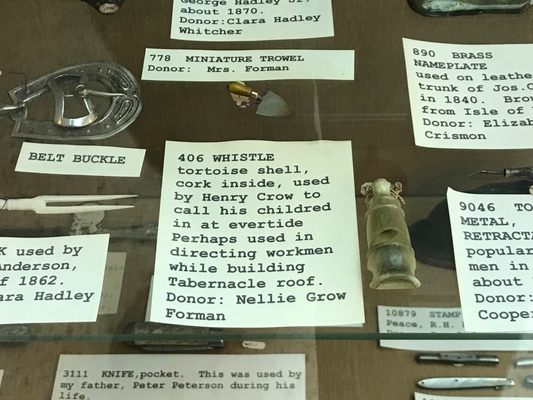 George Hadley Sr.
about 1870.
Donor:Clara Hadley
Whitcher
778 MINIATURE TROWEL
Donor: Mrs. Forman
890 BRASS
NAMEPLATE
used on leathe
trunk of Jos.C
in 1840. Bro
from Isle of
Donor: Elizab
Crismon
BELT BUCKLE
406 WHISTLE
tortoise shell,
cork inside, used
by Henry Crow to
call his childred
in at evertide
Perhaps used in
directing workmen
while building
Tabernacle roof.
Donor: Nellie Grow
Forman
K used by
Anderson,
of 1862.
ara Hadley
9046
METAL,
RETRACTA
popular
men in
about
Donor:
Cooper
10879 STAMP
Peace, R.H.
3111 KNIFE,pocket. This was used by
my father, Peter Peterson during his
life.